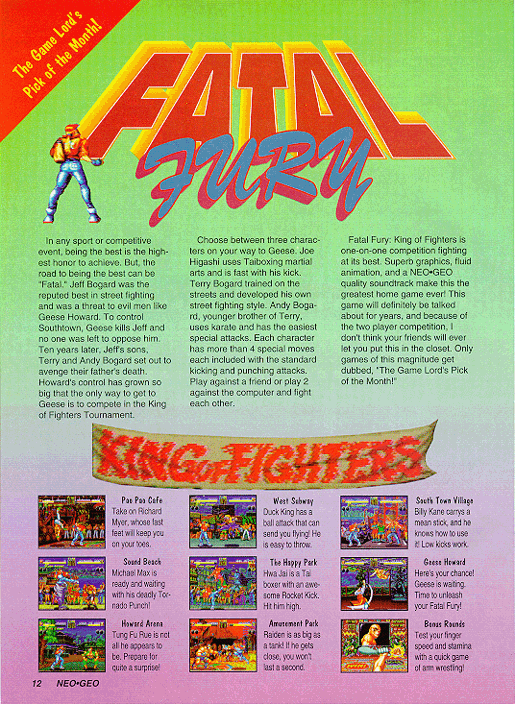 The Game Lord's
Pick of the Month!
FATAL
FURY
In any sport or competitive
event, being the best is the high-
est honor to achieve. But, the
road to being the best can be
"Fatal." Jeff Bogard was the
reputed best in street fighting
and was a threat to evil men like
Geese Howard. To control
Southtown, Geese kills Jeff and
no one was left to oppose him.
Ten years later, Jeff's sons,
Terry and Andy Bogard set out to
avenge their father's death.
Howard's control has grown so
big that the only way to get to
Geese is to compete in the King
of Fighters Tournament.
Choose between three charac-
ters on your way to Geese. Joe
Higashi uses Taiboxing martial
arts and is fast with his kick.
Terry Bogard trained on the
streets and developed his own
street fighting style. Andy Boga-
rd, younger brother of Terry,
uses karate and has the easiest
special attacks. Each character
has more than 4 special moves
each included with the standard
kicking and punching attacks.
Play against a friend or play 2
against the computer and fight
each other.
Fatal Fury: King of Fighters is
one-on-one competition fighting
at its best. Superb graphics, fluid
animation, and a NEO•GEO
quality soundtrack make this the
greatest home game ever! This
game will definitely be talked
about for years, and because of
the two player competition, I
don't think your friends will ever
let you put this in the closet. Only
games of this magnitude get
dubbed, "The Game Lord's Pick
of the Month!"
KING OF FIGHTERS
Pao Pao Cafe
Take on Richard
Myer, whose fast
feet will keep you
on your toes.
West Subway
Duck King has a
ball attack that can
send you flying! He
is easy to throw.
South Town Village
Billy Kane carrys a
mean stick, and he
knows how to use
it! Low kicks work.
Sound Beach
Michael Max is
ready and waiting
with his deadly Tor-
nado Punch!
The Happy Park
Hwa Jai is a Tai
boxer with an awe-
some Rocket Kick.
Hit him high.
Geese Howard
Here's your chance!
Geese is waiting.
Time to unleash
your Fatal Fury!
Howard Arena
Tung Fu Rue is not
all he appears to
be. Prepare for
quite a surprise!
Amusement Park
Raiden is as big as
a tank! If he gets
close, you won't
last a second.
Bonus Rounds
Test your finger
speed and stamina
with a quick game
of arm wrestling!
12 NEO•GEO